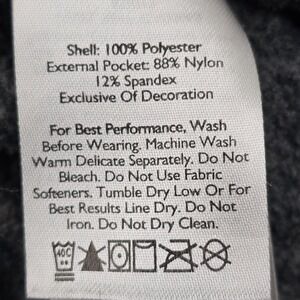 Shell: 100% Polyester
External Pocket: 88% Nylon
12% Spandex
Exclusive Of Decoration
For Best Performance, Wash
Before Wearing. Machine Wash
Warm Delicate Separately. Do Not
Bleach. Do Not Use Fabric
Softeners. Tumble Dry Low Or For
Best Results Line Dry. Do Not
Iron. Do Not Dry Clean.
40C